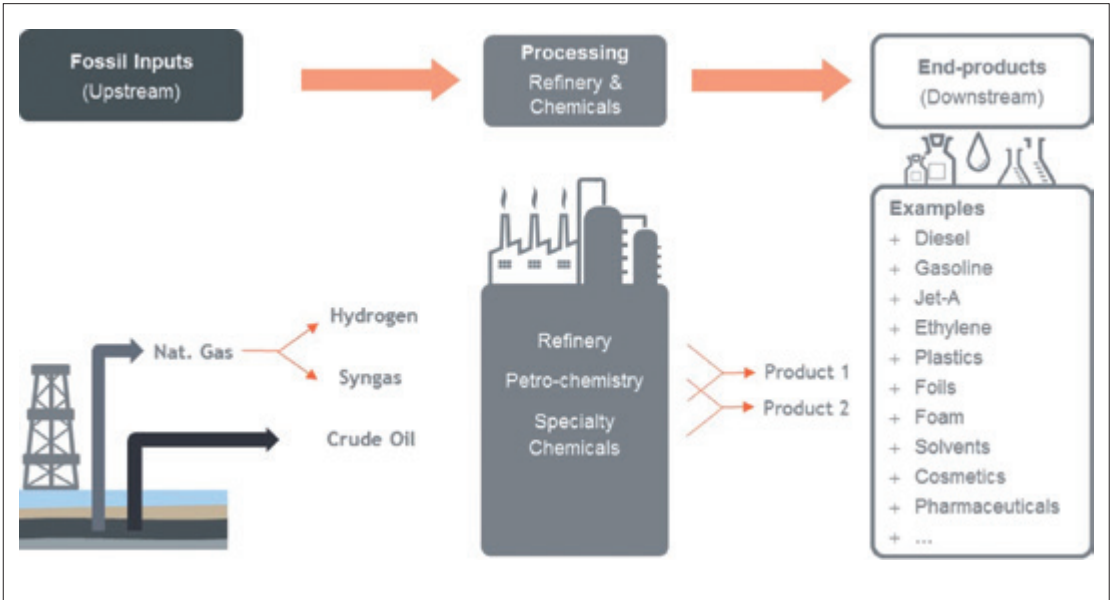 Fossil Inputs
(Upstream)
Processing
Refinery &
Chemicals
End-products
(Downstream)
Nat. Gas
Hydrogen
Syngas
Crude Oil
Refinery
Petro-chemistry
Specialty
Chemicals
Product 1
Product 2
Examples
+ Diesel
+ Gasoline
+ Jet-A
+ Ethylene
+ Plastics
+ Foils
+ Foam
+ Solvents
+ Cosmetics
+ Pharmaceuticals
+ ...